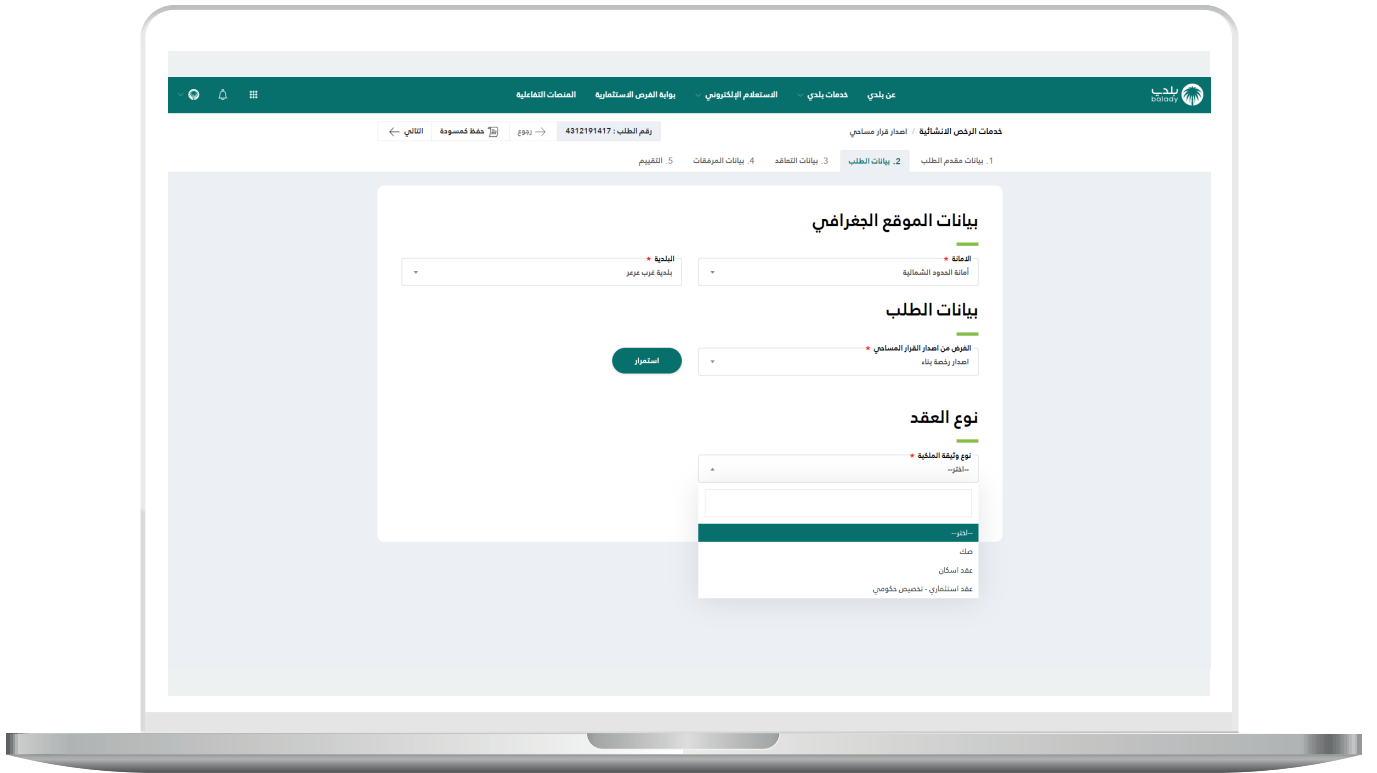 بلدي
balady
عن بلدي
خدمات بلدي
الاستعلام الإلكتروني
بوابة الفرص الاستثمارية
المنصات التفاعلية
خدمات الرخص الانشائية / اصدار قرار مساحي
رقم الطلب : 4312191417
رجوع
حفظ كمسودة
التالي
1. بيانات مقدم الطلب
2. بيانات الطلب
3. بيانات التعاقد
4. بيانات المرفقات
5. التقييم
بيانات الموقع الجغرافي
الامانة *
أمانة الحدود الشمالية
البلدية *
بلدية غرب عرعر
بيانات الطلب
الغرض من اصدار القرار المساحي *
اصدار رخصة بناء
استمرار
نوع العقد
نوع وثيقة الملكية *
--اختر--
--اختر--
صك
عقد اسكان
عقد استثماري - تخصيص حكومي